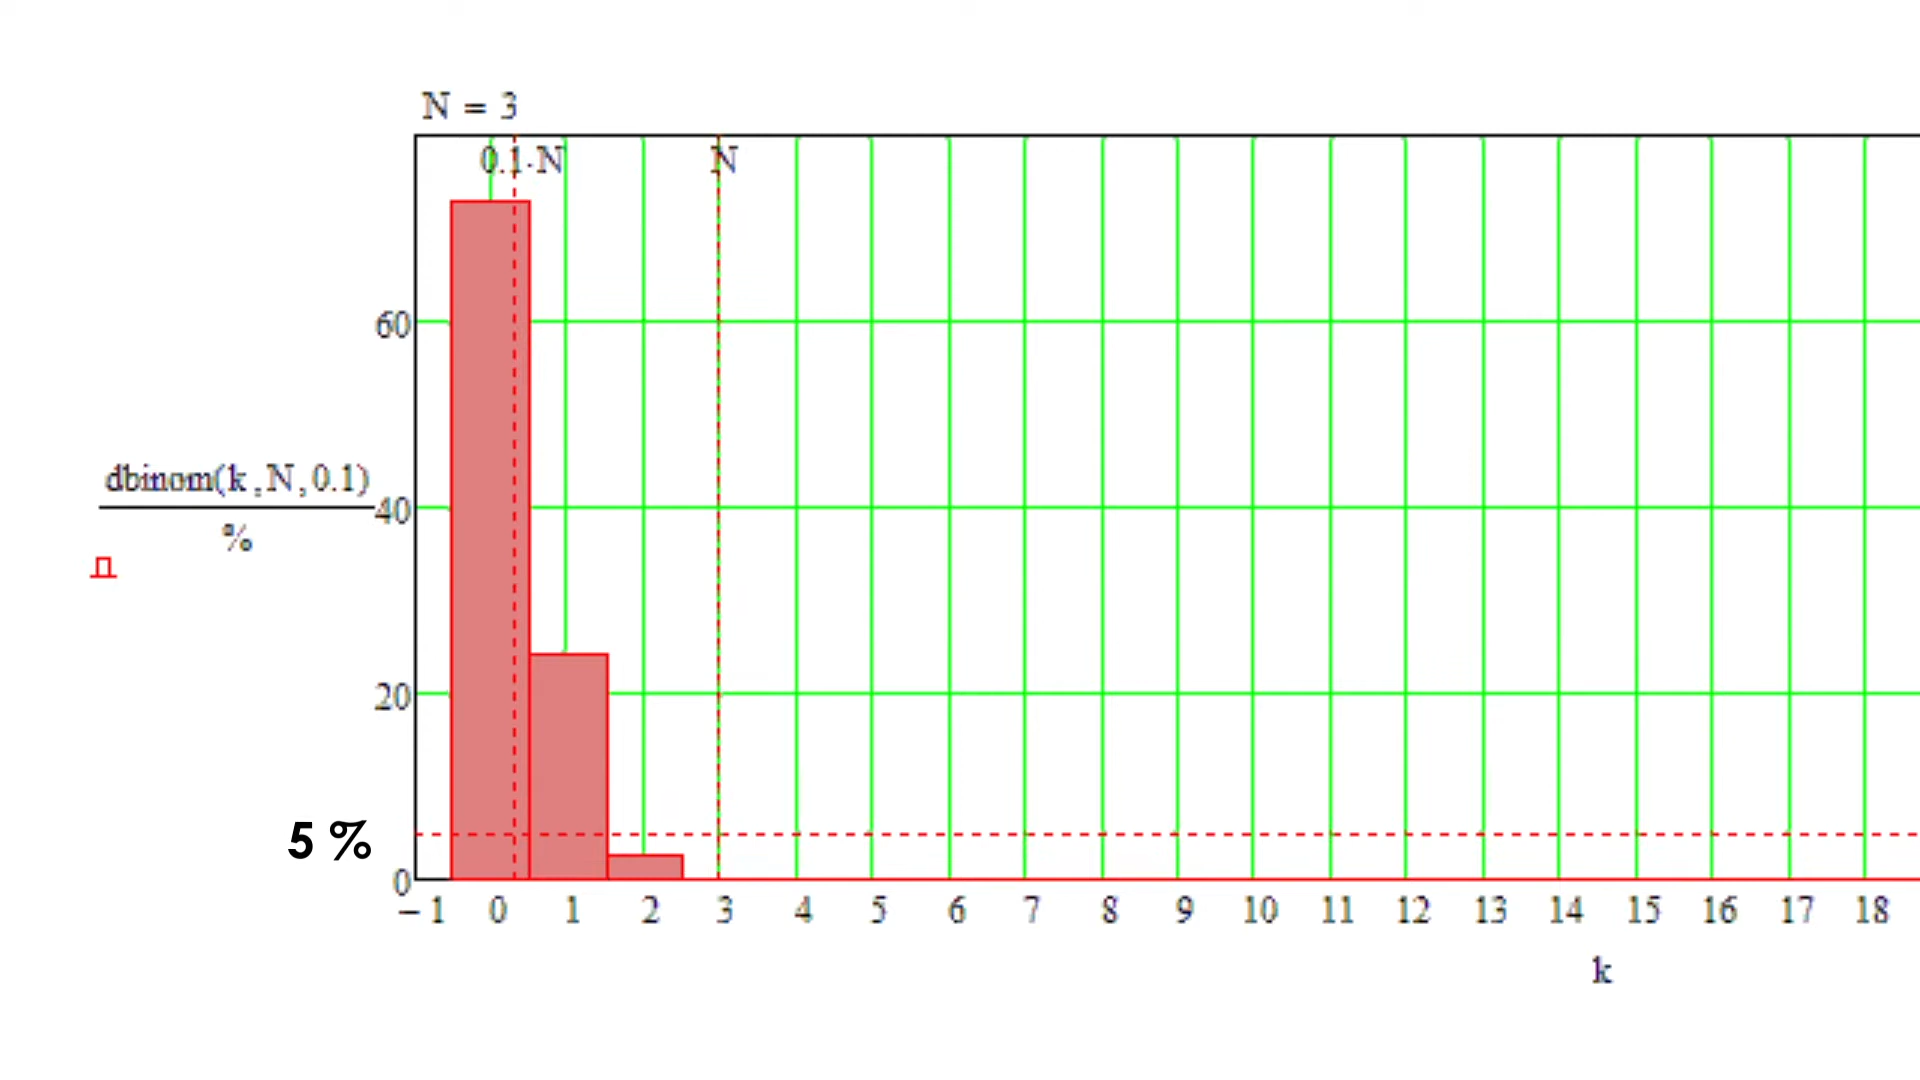 N = 3
0.1·N
N
60
dbinom(k,N,0.1)
%
40
20
5 %
0
−1 0 1 2 3 4 5 6 7 8 9 10 11 12 13 14 15 16 17 18
k